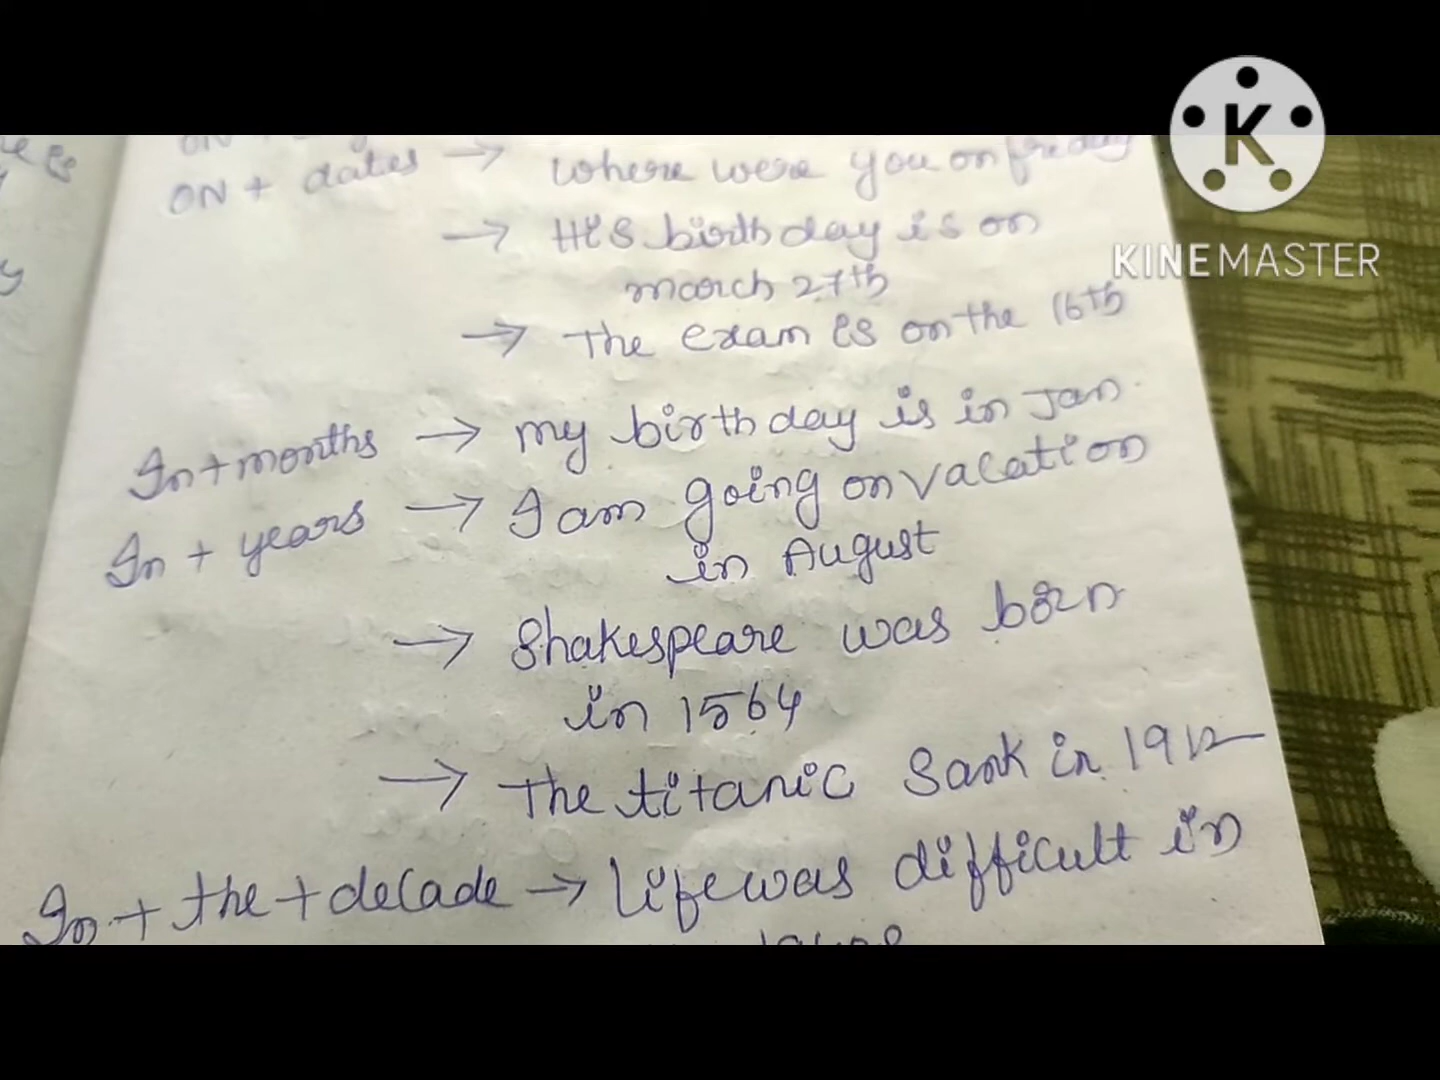 ON + dates → where were you on friday
→ His birthday is on
march 27th
→ The exam is on the 16th
In + months → my birthday is in Jan
In + years → I am going on vacation
in August
→ Shakespeare was born
in 1564
→ The titanic Sank in 1912
In + the + decade → Life was difficult in
KINEMASTER